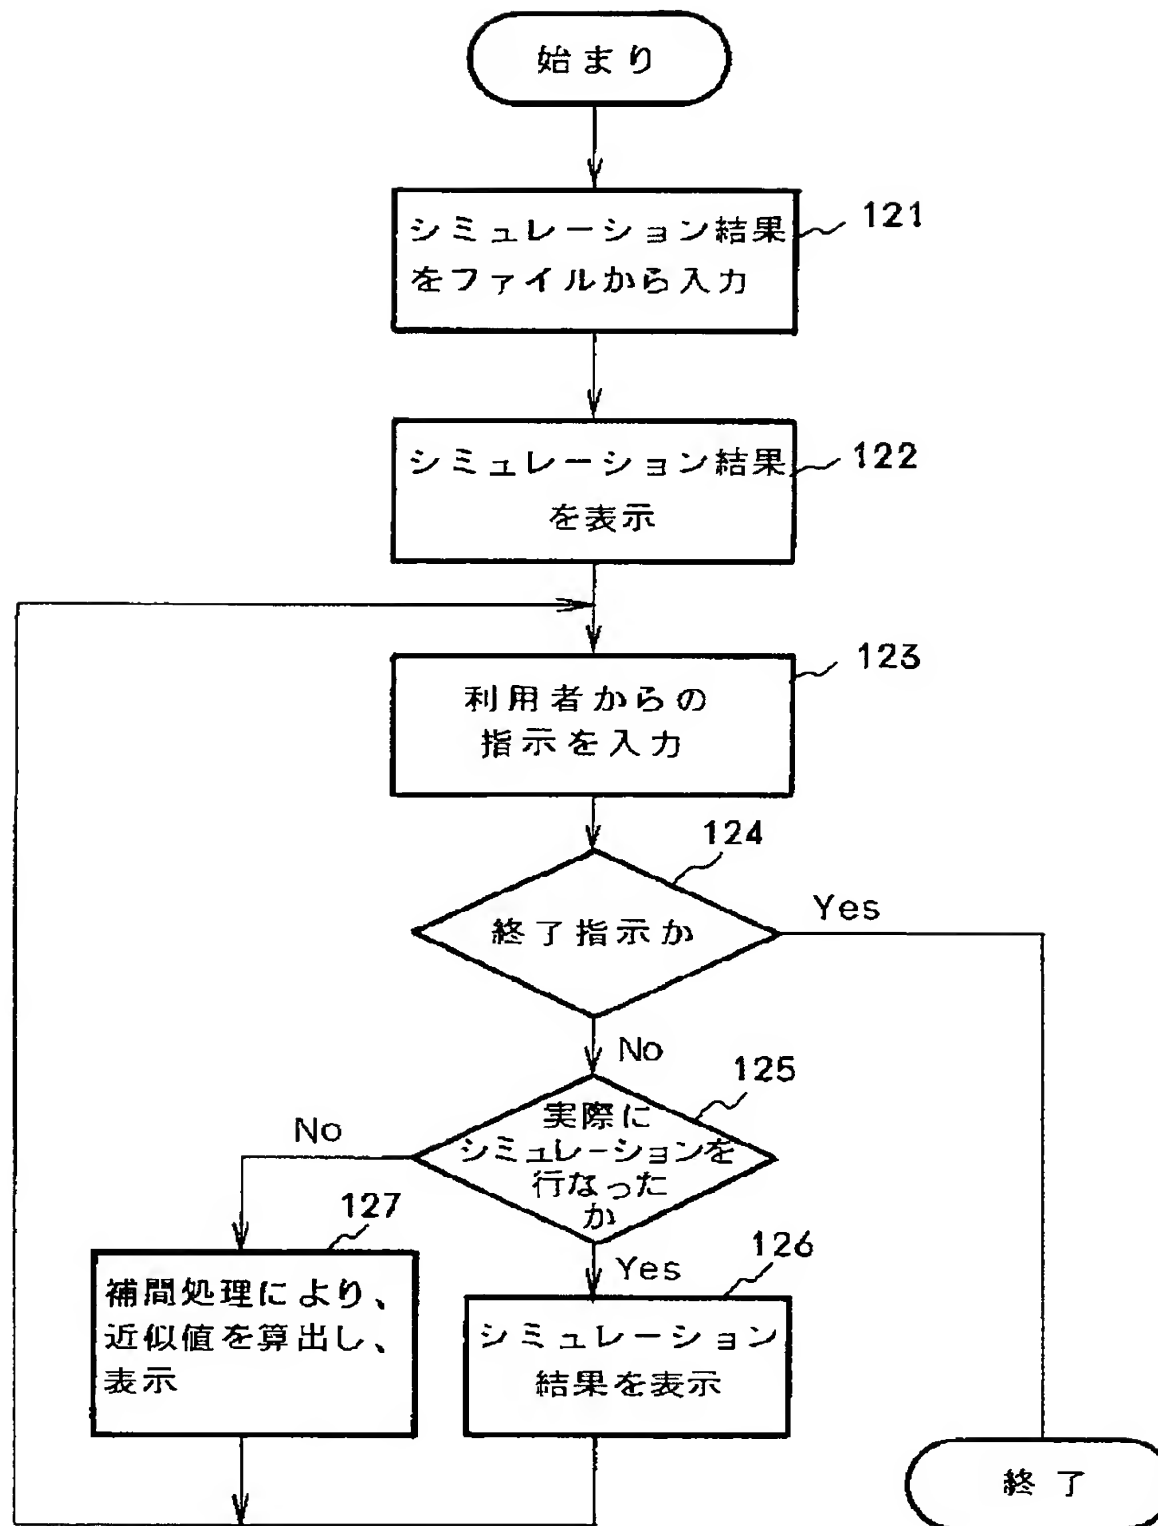 始まり
シミュレーション結果
をファイルから入力
121
シミュレーション結果
を表示
122
利用者からの
指示を入力
123
124
終了指示か
Yes
No
125
実際に
シミュレーションを
行なった
か
No
Yes
127
補間処理により、
近似値を算出し、
表示
126
シミュレーション
結果を表示
終了